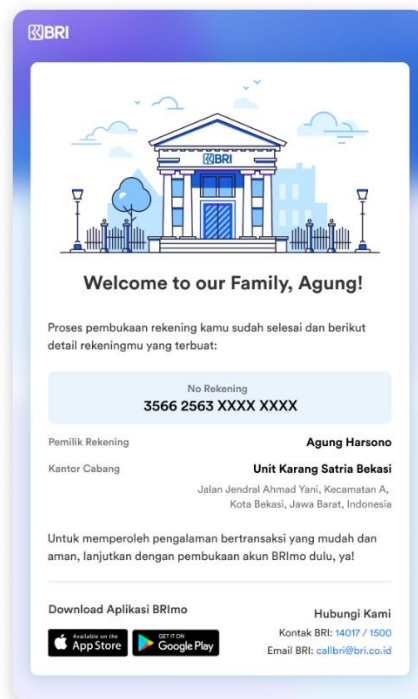 BRI
BRI
Welcome to our Family, Agung!
Proses pembukaan rekening kamu sudah selesai dan berikut
detail rekeningmu yang terbuat:
No Rekening
3566 2563 XXXX XXXX
Pemilik Rekening Agung Harsono
Kantor Cabang Unit Karang Satria Bekasi
Jalan Jendral Ahmad Yani, Kecamatan A,
Kota Bekasi, Jawa Barat, Indonesia
Untuk memperoleh pengalaman bertransaksi yang mudah dan
aman, lanjutkan dengan pembukaan akun BRImo dulu, ya!
Download Aplikasi BRImo
Available on the
App Store
GET IT ON
Google Play
Hubungi Kami
Kontak BRI: 14017 / 1500
Email BRI: callbri@bri.co.id